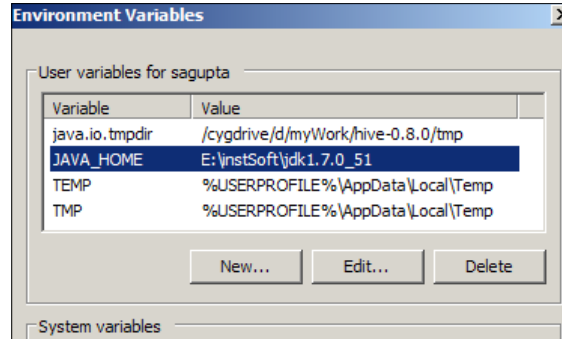 Environment Variables
User variables for sagupta
Variable Value
java.io.tmpdir /cygdrive/d/myWork/hive-0.8.0/tmp
JAVA_HOME E:\instSoft\jdk1.7.0_51
TEMP %USERPROFILE%\AppData\Local\Temp
TMP %USERPROFILE%\AppData\Local\Temp
New... Edit... Delete
System variables